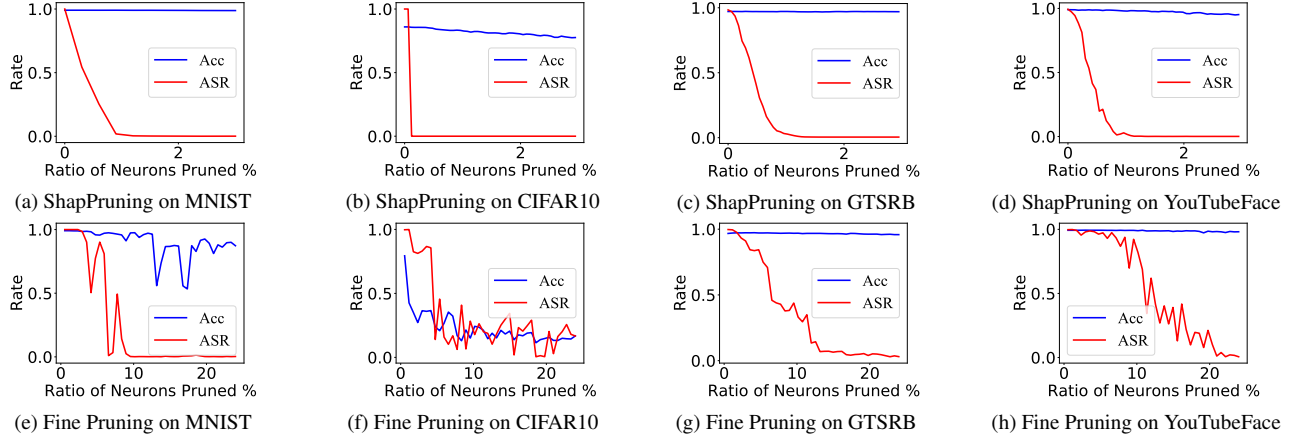 1.0
0.5
0.0
Rate
Acc
ASR
0
2
Ratio of Neurons Pruned %
(a) ShapPruning on MNIST
1.0
0.5
0.0
Rate
Acc
ASR
0
2
Ratio of Neurons Pruned %
(b) ShapPruning on CIFAR10
1.0
0.5
0.0
Rate
Acc
ASR
0
2
Ratio of Neurons Pruned %
(c) ShapPruning on GTSRB
1.0
0.5
0.0
Rate
Acc
ASR
0
2
Ratio of Neurons Pruned %
(d) ShapPruning on YouTubeFace
1.0
0.5
0.0
Rate
Acc
ASR
10
20
Ratio of Neurons Pruned %
(e) Fine Pruning on MNIST
1.0
0.5
0.0
Rate
Acc
ASR
0
10
20
Ratio of Neurons Pruned %
(f) Fine Pruning on CIFAR10
1.0
0.5
0.0
Rate
Acc
ASR
0
10
20
Ratio of Neurons Pruned %
(g) Fine Pruning on GTSRB
1.0
0.5
0.0
Rate
Acc
ASR
0
10
20
Ratio of Neurons Pruned %
(h) Fine Pruning on YouTubeFace